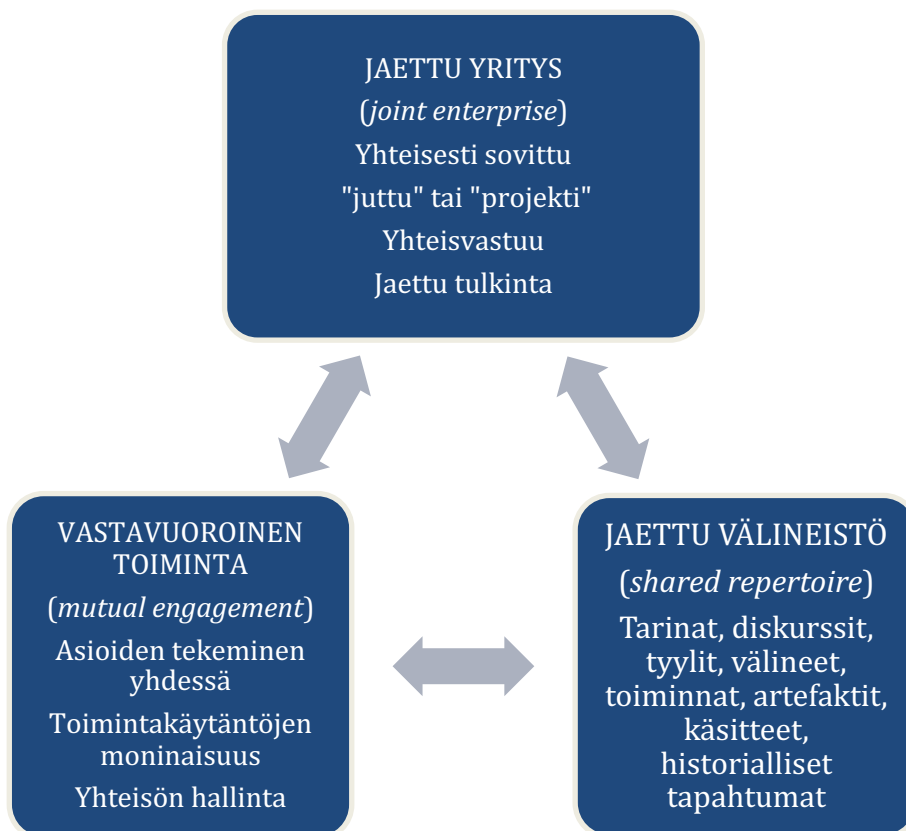 JAETTU YRITYS
(joint enterprise)
Yhteisesti sovittu
"juttu" tai "projekti"
Yhteisvastuu
Jaettu tulkinta
VASTAVUOROINEN
TOIMINTA
(mutual engagement)
Asioiden tekeminen
yhdessä
Toimintakäytäntöjen
moninaisuus
Yhteisön hallinta
JAETTU VÄLINEISTÖ
(shared repertoire)
Tarinat, diskurssit,
tyylit, välineet,
toiminnat, artefaktit,
käsitteet,
historialliset
tapahtumat